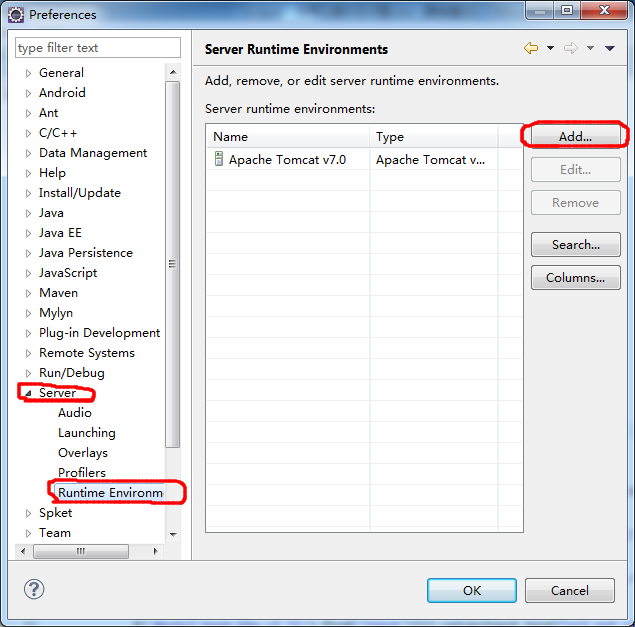 Preferences
type filter text
General
Android
Ant
C/C++
Data Management
Help
Install/Update
Java
Java EE
Java Persistence
JavaScript
Maven
Mylyn
Plug-in Development
Remote Systems
Run/Debug
Server
Audio
Launching
Overlays
Profilers
Runtime Environm
Spket
Team
Server Runtime Environments
Add, remove, or edit server runtime environments.
Server runtime environments:
Name Type
Apache Tomcat v7.0 Apache Tomcat v...
Add...
Edit...
Remove
Search...
Columns...
?
OK Cancel